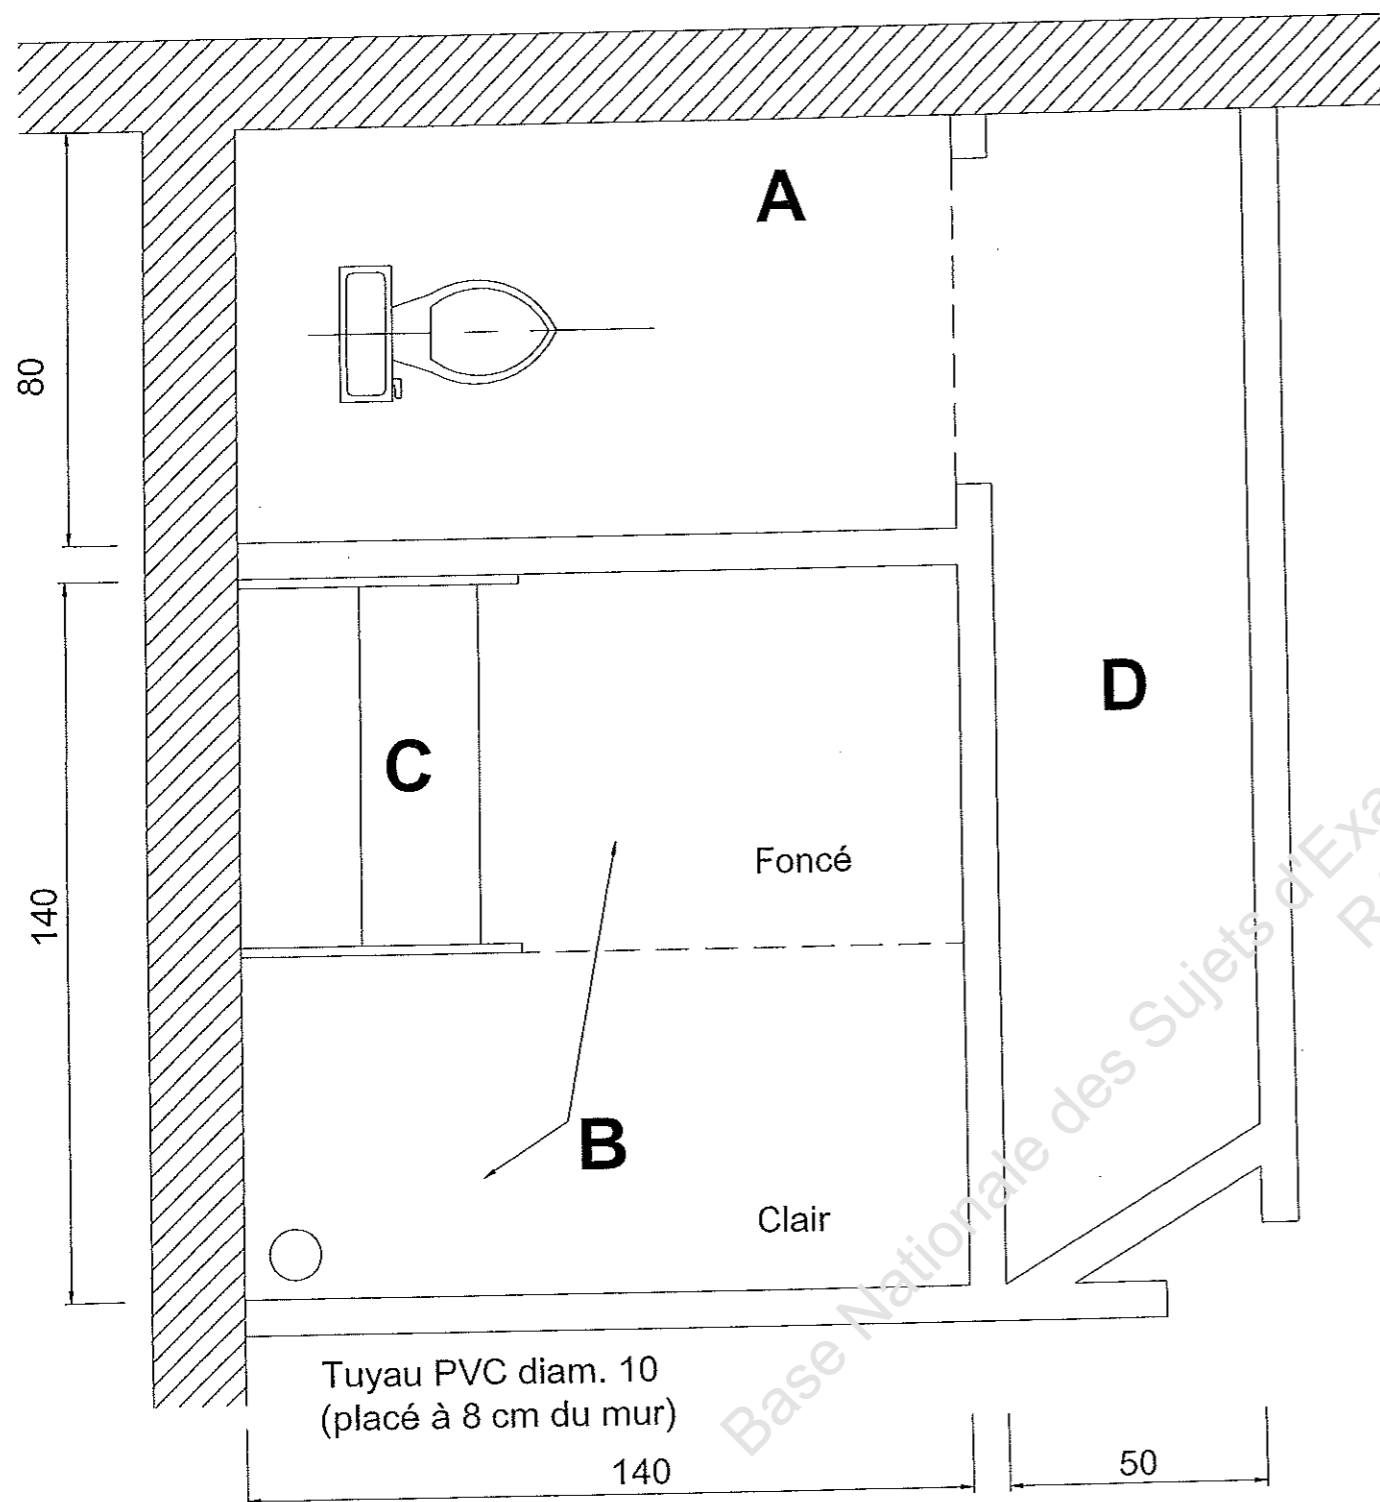 A
80
C
D
Foncé
140
B
Clair
Tuyau PVC diam. 10
(placé à 8 cm du mur)
140
50
Base Nationale des Sujets d'Exa